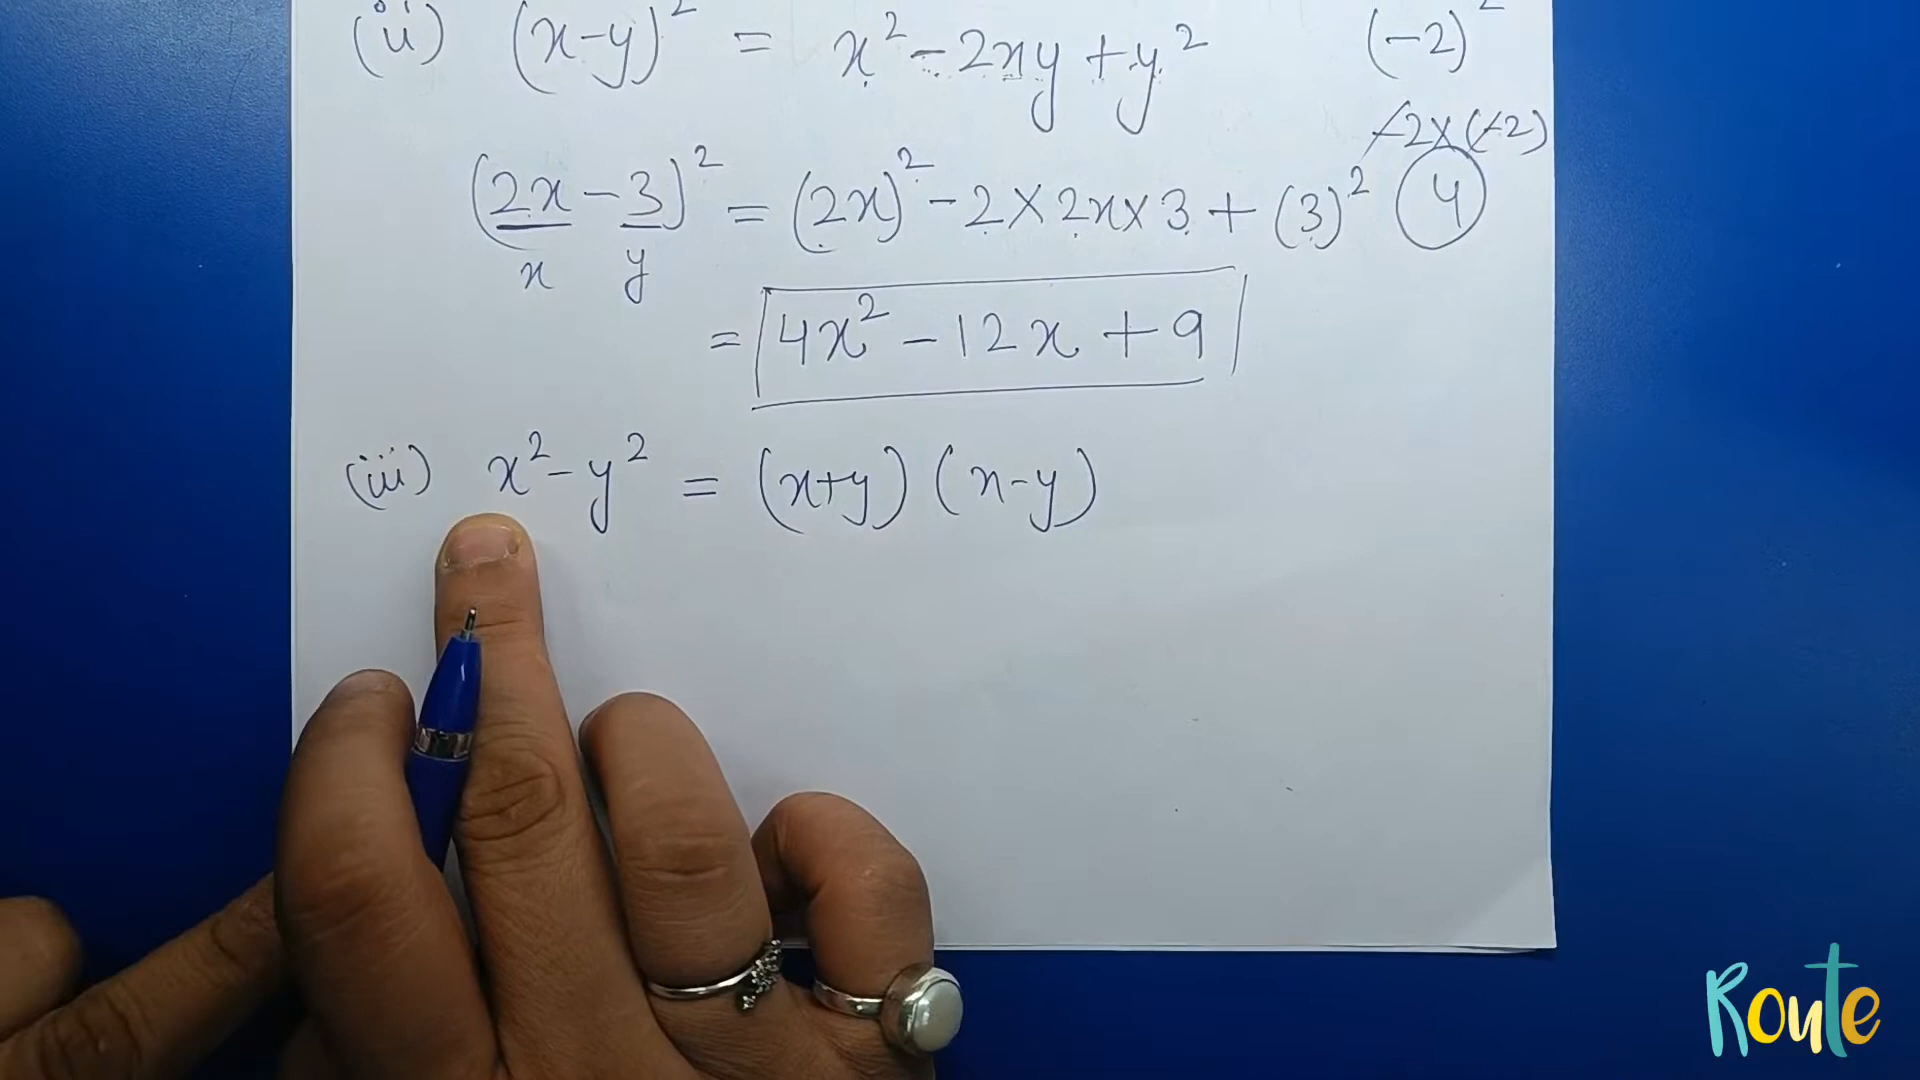 (ii) (x-y)² = x² - 2xy + y² (-2)²
-2×(-2)
(2x - 3)² = (2x)² - 2×2x×3 + (3)² 4
x y
= 4x² - 12x + 9
(iii) x² - y² = (x+y) (x-y)
Route